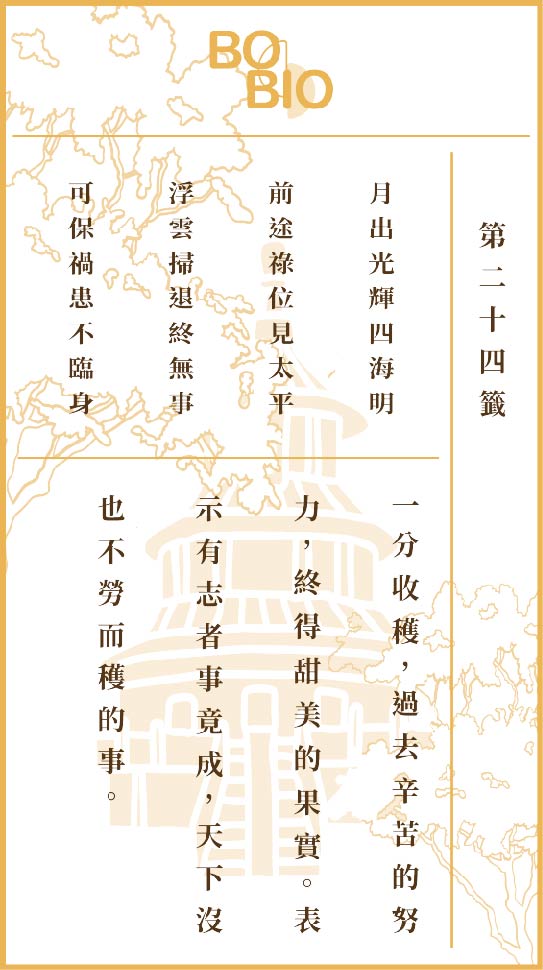 BO
BIO
第二十四籤
月出光輝四海明
前途祿位見太平
浮雲掃退終無事
可保禍患不臨身
一分收穫，過去辛苦的努
力，終得甜美的果實。表
示有志者事竟成，天下沒
也不勞而穫的事。